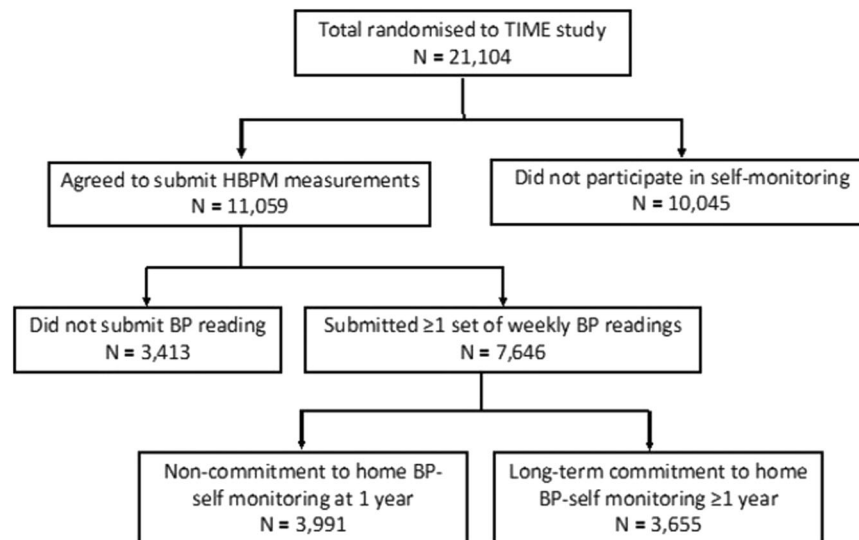 Total randomised to TIME study
N = 21,104
Agreed to submit HBPM measurements
N = 11,059
Did not participate in self-monitoring
N = 10,045
Did not submit BP reading
N = 3,413
Submitted ≥1 set of weekly BP readings
N = 7,646
Non-commitment to home BP-
self monitoring at 1 year
N = 3,991
Long-term commitment to home
BP-self monitoring ≥1 year
N = 3,655